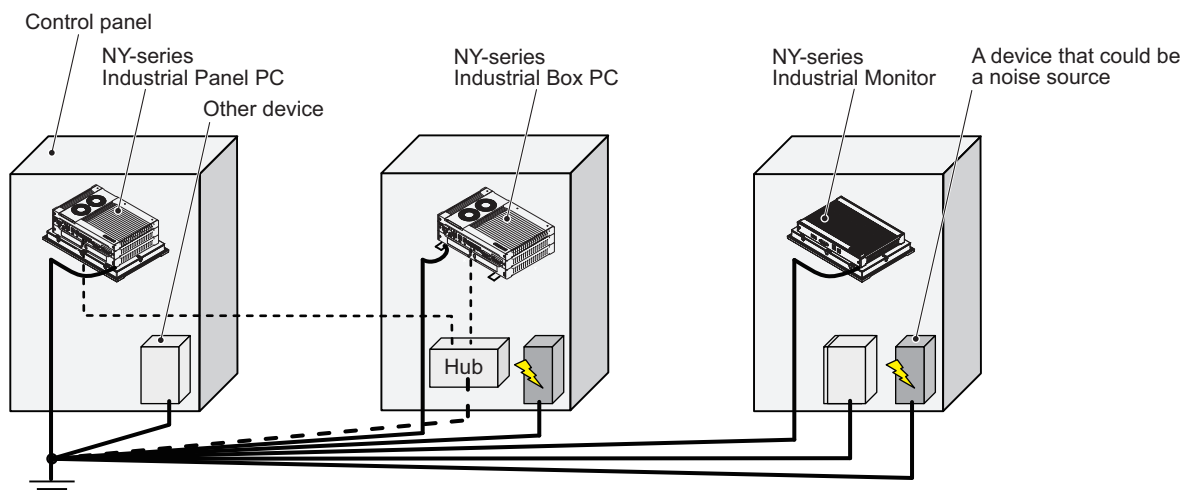 Control panel
NY-series
Industrial Panel PC
Other device
NY-series
Industrial Box PC
NY-series
Industrial Monitor
A device that could be
a noise source
Hub